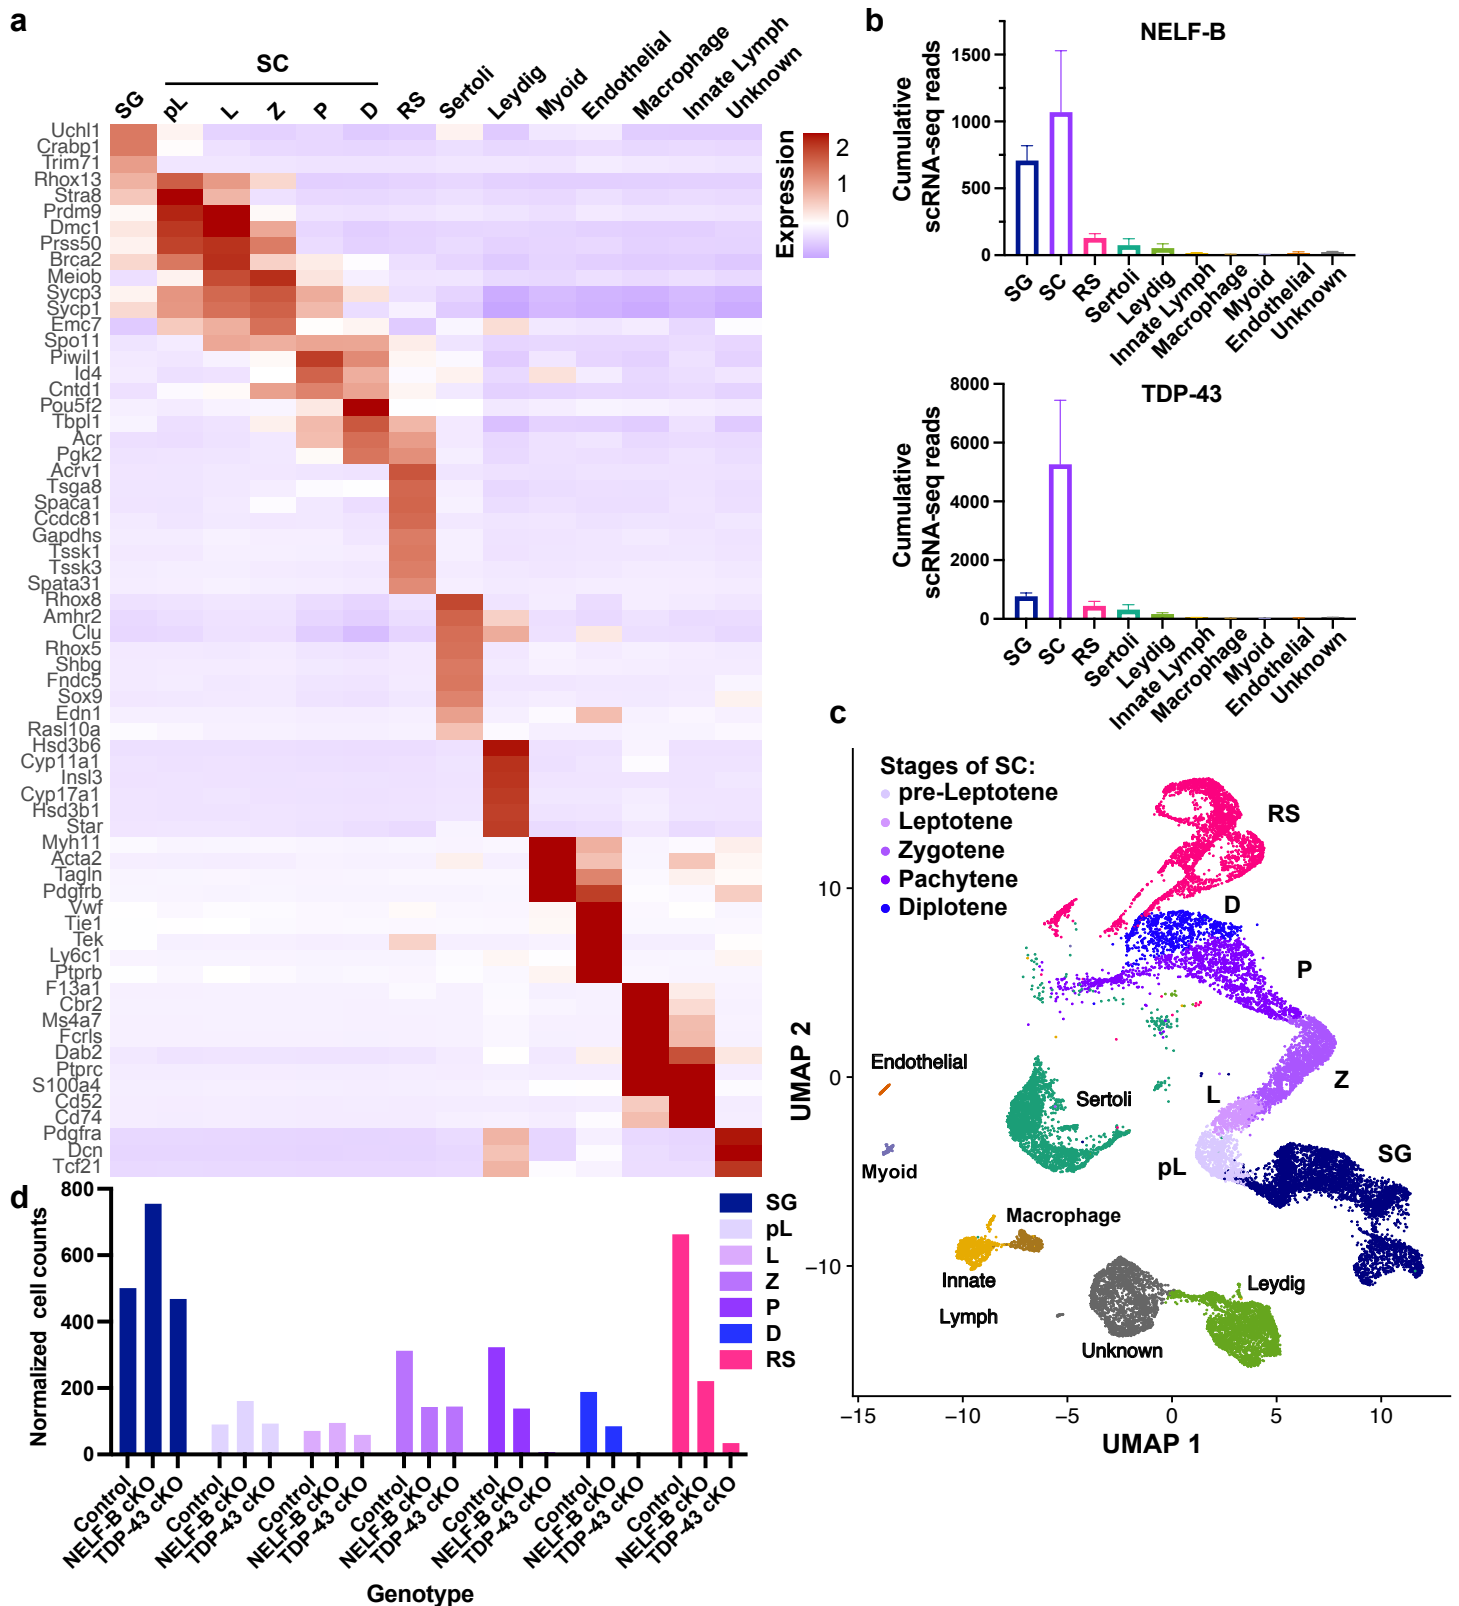 a
SC
SG
pL
L
Z
P
D
RS
Sertoli
Leydig
Myoid
Endothelial
Macrophage
Innate Lymph
Unknown
Uchl1
Crabp1
Trim71
Rhox13
Stra8
Prdm9
Dmc1
Prss50
Brca2
Meiob
Sycp3
Sycp1
Emc7
Spo11
Piwil1
Id4
Cntd1
Pou5f2
Tbpl1
Acr
Pgk2
Acrv1
Tsga8
Spaca1
Ccdc81
Gapdhs
Tssk1
Tssk3
Spata31
Rhox8
Amhr2
Clu
Rhox5
Shbg
Fndc5
Sox9
Edn1
Rasl10a
Hsd3b6
Cyp11a1
Insl3
Cyp17a1
Hsd3b1
Star
Myh11
Acta2
Tagln
Pdgfrb
Vwf
Tie1
Tek
Ly6c1
Ptprb
F13a1
Cbr2
Ms4a7
Fcrls
Dab2
Ptprc
S100a4
Cd52
Cd74
Pdgfra
Dcn
Tcf21
Expression
2
1
0
b
NELF-B
Cumulative
scRNA-seq reads
1500
1000
500
0
SG
SC
RS
Sertoli
Leydig
Innate Lymph
Macrophage
Myoid
Endothelial
Unknown
TDP-43
Cumulative
scRNA-seq reads
8000
6000
4000
2000
0
SG
SC
RS
Sertoli
Leydig
Innate Lymph
Macrophage
Myoid
Endothelial
Unknown
c
Stages of SC:
pre-Leptotene
Leptotene
Zygotene
Pachytene
Diplotene
RS
D
P
Z
L
pL
SG
Endothelial
Sertoli
Myoid
Macrophage
Innate
Lymph
Leydig
Unknown
UMAP 2
10
0
−10
−15
−10
−5
0
5
10
UMAP 1
d
Normalized cell counts
800
600
400
200
0
SG
pL
L
Z
P
D
RS
Control
NELF-B cKO
TDP-43 cKO
Control
NELF-B cKO
TDP-43 cKO
Control
NELF-B cKO
TDP-43 cKO
Control
NELF-B cKO
TDP-43 cKO
Control
NELF-B cKO
TDP-43 cKO
Control
NELF-B cKO
TDP-43 cKO
Control
NELF-B cKO
TDP-43 cKO
Genotype